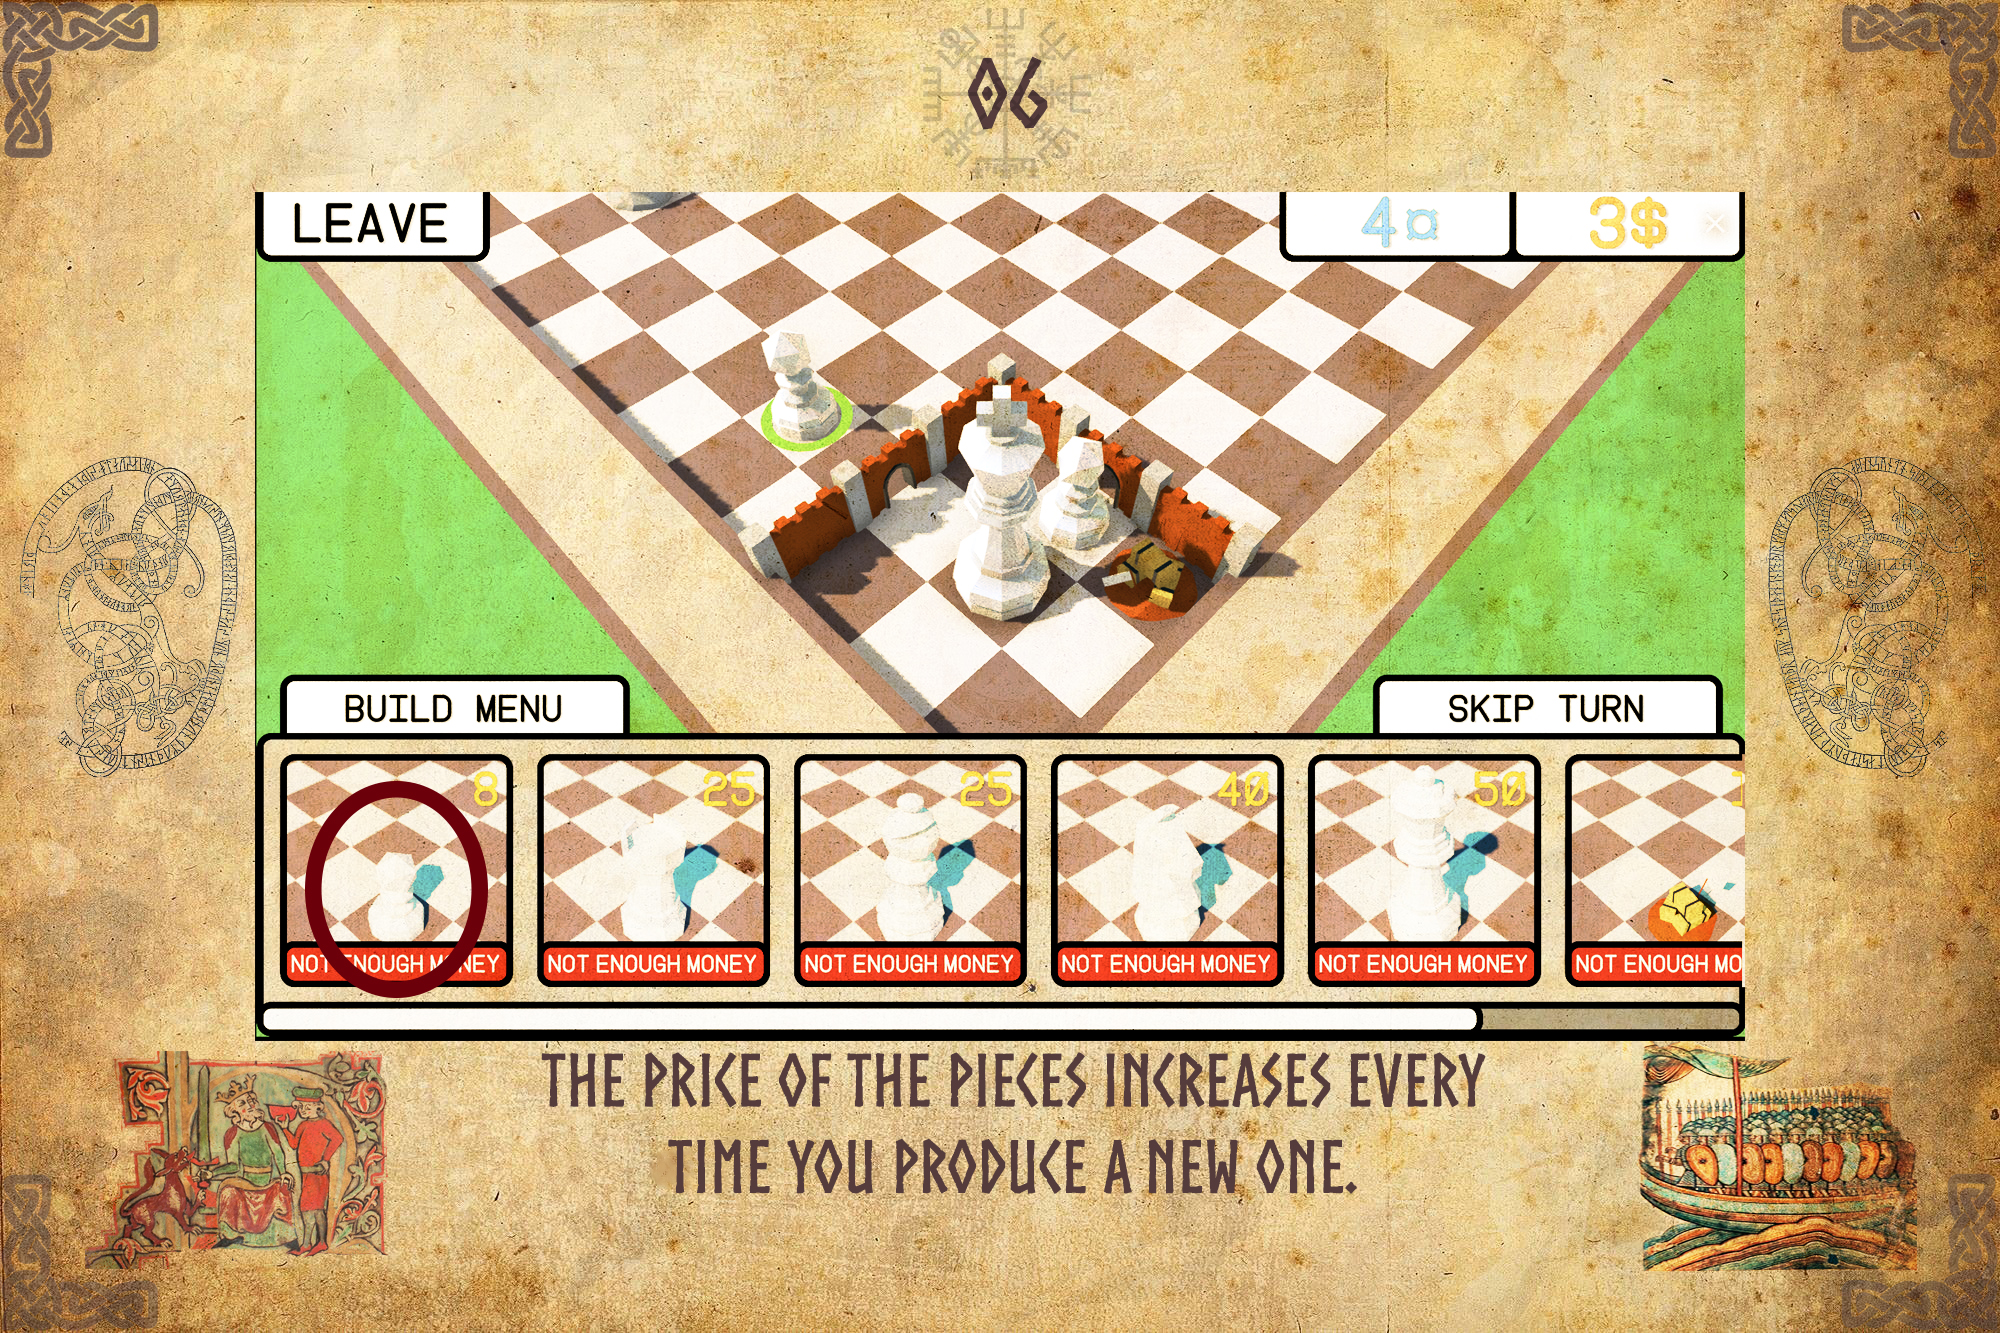 06
LEAVE
4¤
3$
BUILD MENU
SKIP TURN
8
25
25
40
50
NOT ENOUGH MONEY
NOT ENOUGH MONEY
NOT ENOUGH MONEY
NOT ENOUGH MONEY
NOT ENOUGH MONEY
NOT ENOUGH
THE PRICE OF THE PIECES INCREASES EVERY
TIME YOU PRODUCE A NEW ONE.